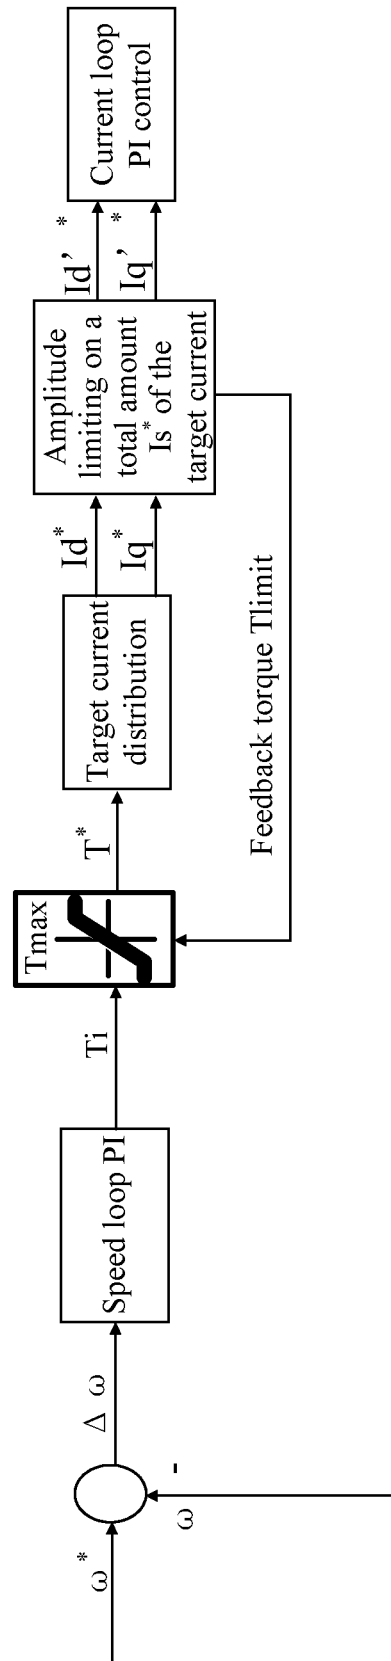 ω*
ω
-
Δ ω
Speed loop PI
Ti
Tmax
T*
Target current
distribution
Id*
Iq*
Amplitude
limiting on a
total amount
Is* of the
target current
Feedback torque Tlimit
Id’*
Iq’*
Current loop
PI control